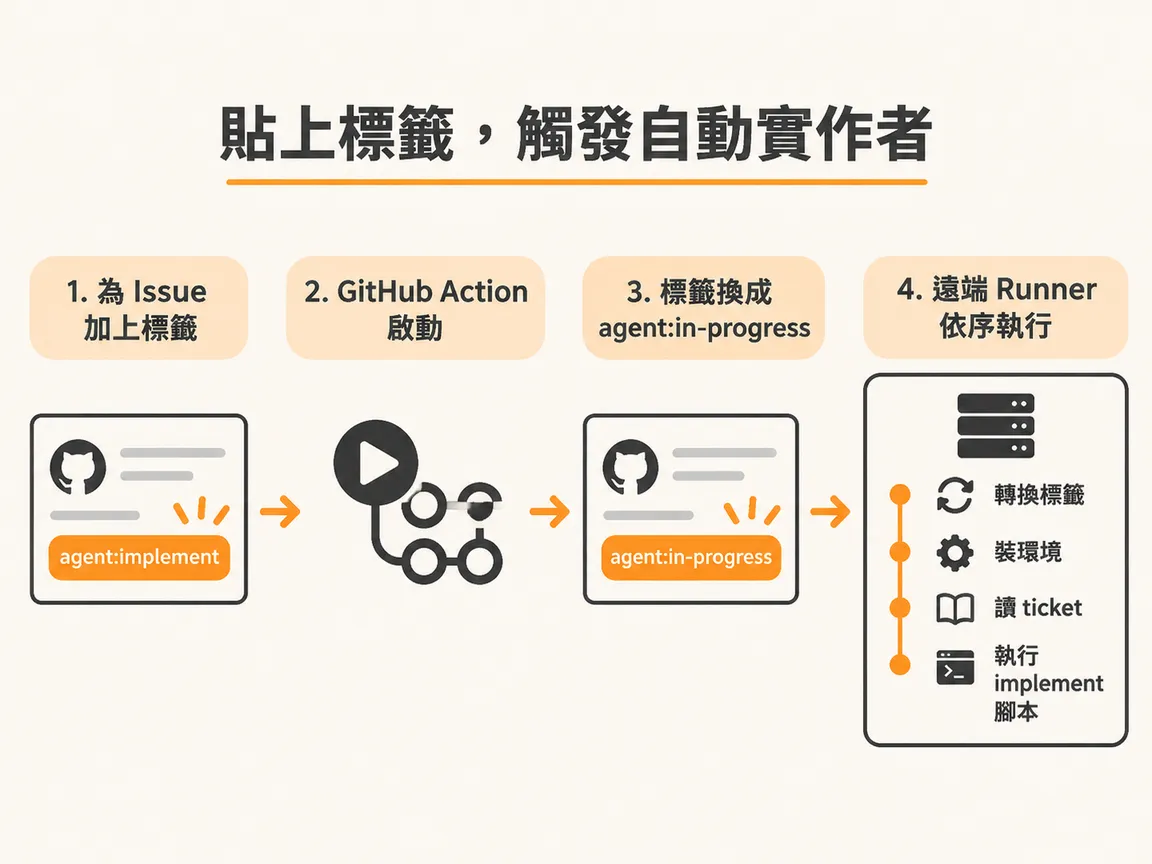 貼上標籤，觸發自動實作者
1. 為 Issue
加上標籤
2. GitHub Action
啟動
3. 標籤換成
agent:in-progress
4. 遠端 Runner
依序執行
agent:implement
agent:in-progress
轉換標籤
裝環境
讀 ticket
執行
implement
腳本